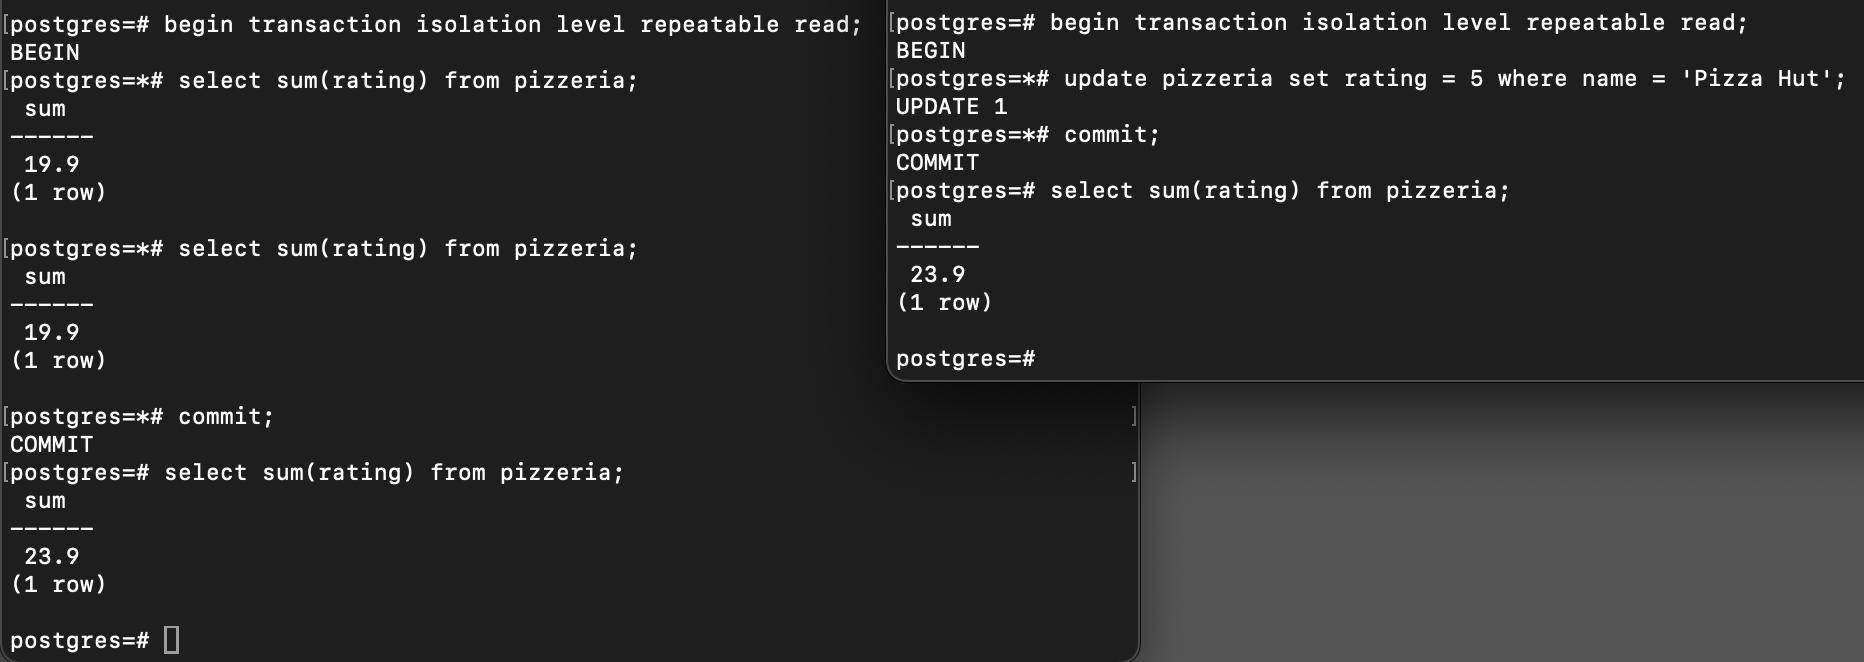 [postgres=# begin transaction isolation level repeatable read;
BEGIN
[postgres=*# select sum(rating) from pizzeria;
 sum
------
 19.9
(1 row)

[postgres=*# select sum(rating) from pizzeria;
 sum
------
 19.9
(1 row)

[postgres=*# commit; ]
COMMIT
[postgres=# select sum(rating) from pizzeria; ]
 sum
------
 23.9
(1 row)

postgres=#

[postgres=# begin transaction isolation level repeatable read;
BEGIN
[postgres=*# update pizzeria set rating = 5 where name = 'Pizza Hut';
UPDATE 1
[postgres=*# commit;
COMMIT
[postgres=# select sum(rating) from pizzeria;
 sum
------
 23.9
(1 row)

postgres=#